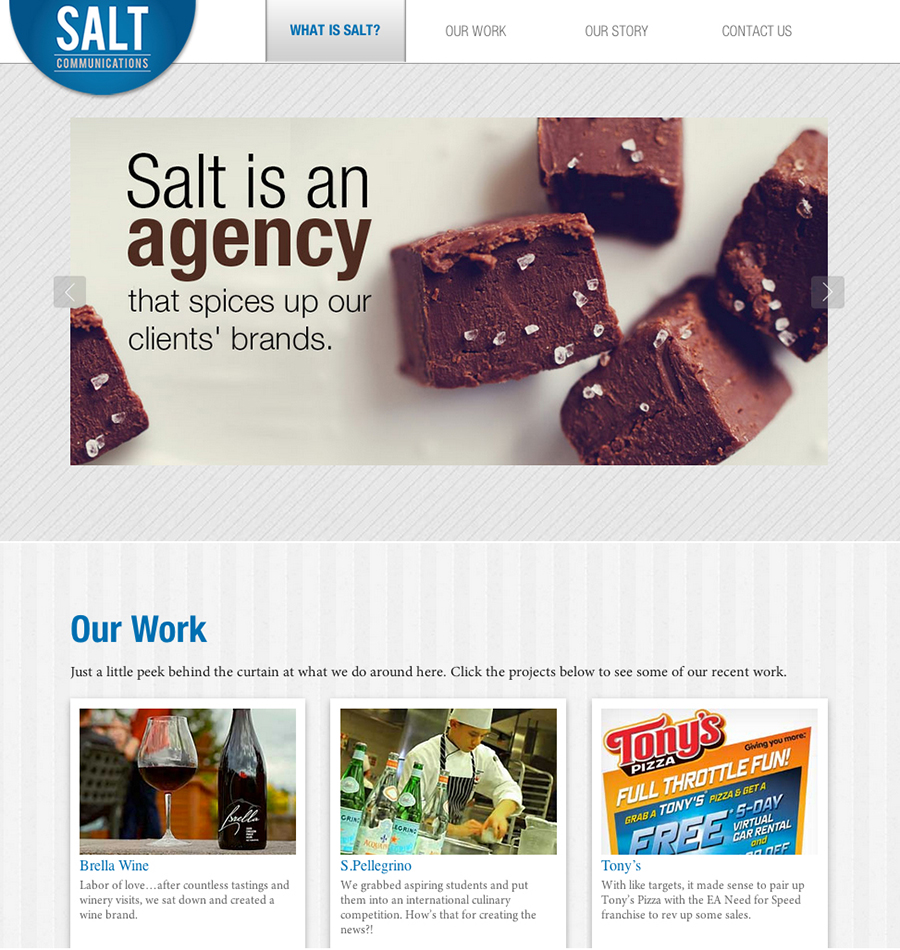 SALT
COMMUNICATIONS
WHAT IS SALT?
OUR WORK
OUR STORY
CONTACT US
Salt is an
agency
that spices up our
clients' brands.
Our Work
Just a little peek behind the curtain at what we do around here. Click the projects below to see some of our recent work.
Brella
Brella Wine
Labor of love…after countless tastings and
winery visits, we sat down and created a
wine brand.
S.Pellegrino
We grabbed aspiring students and put
them into an international culinary
competition. How's that for creating the
news?!
Tony's
PIZZA
Giving you more.
FULL THROTTLE FUN!
GRAB A TONY'S PIZZA & GET A
FREE 5-DAY
VIRTUAL
CAR RENTAL
and
OFF
Tony's
With like targets, it made sense to pair up
Tony's Pizza with the EA Need for Speed
franchise to rev up some sales.